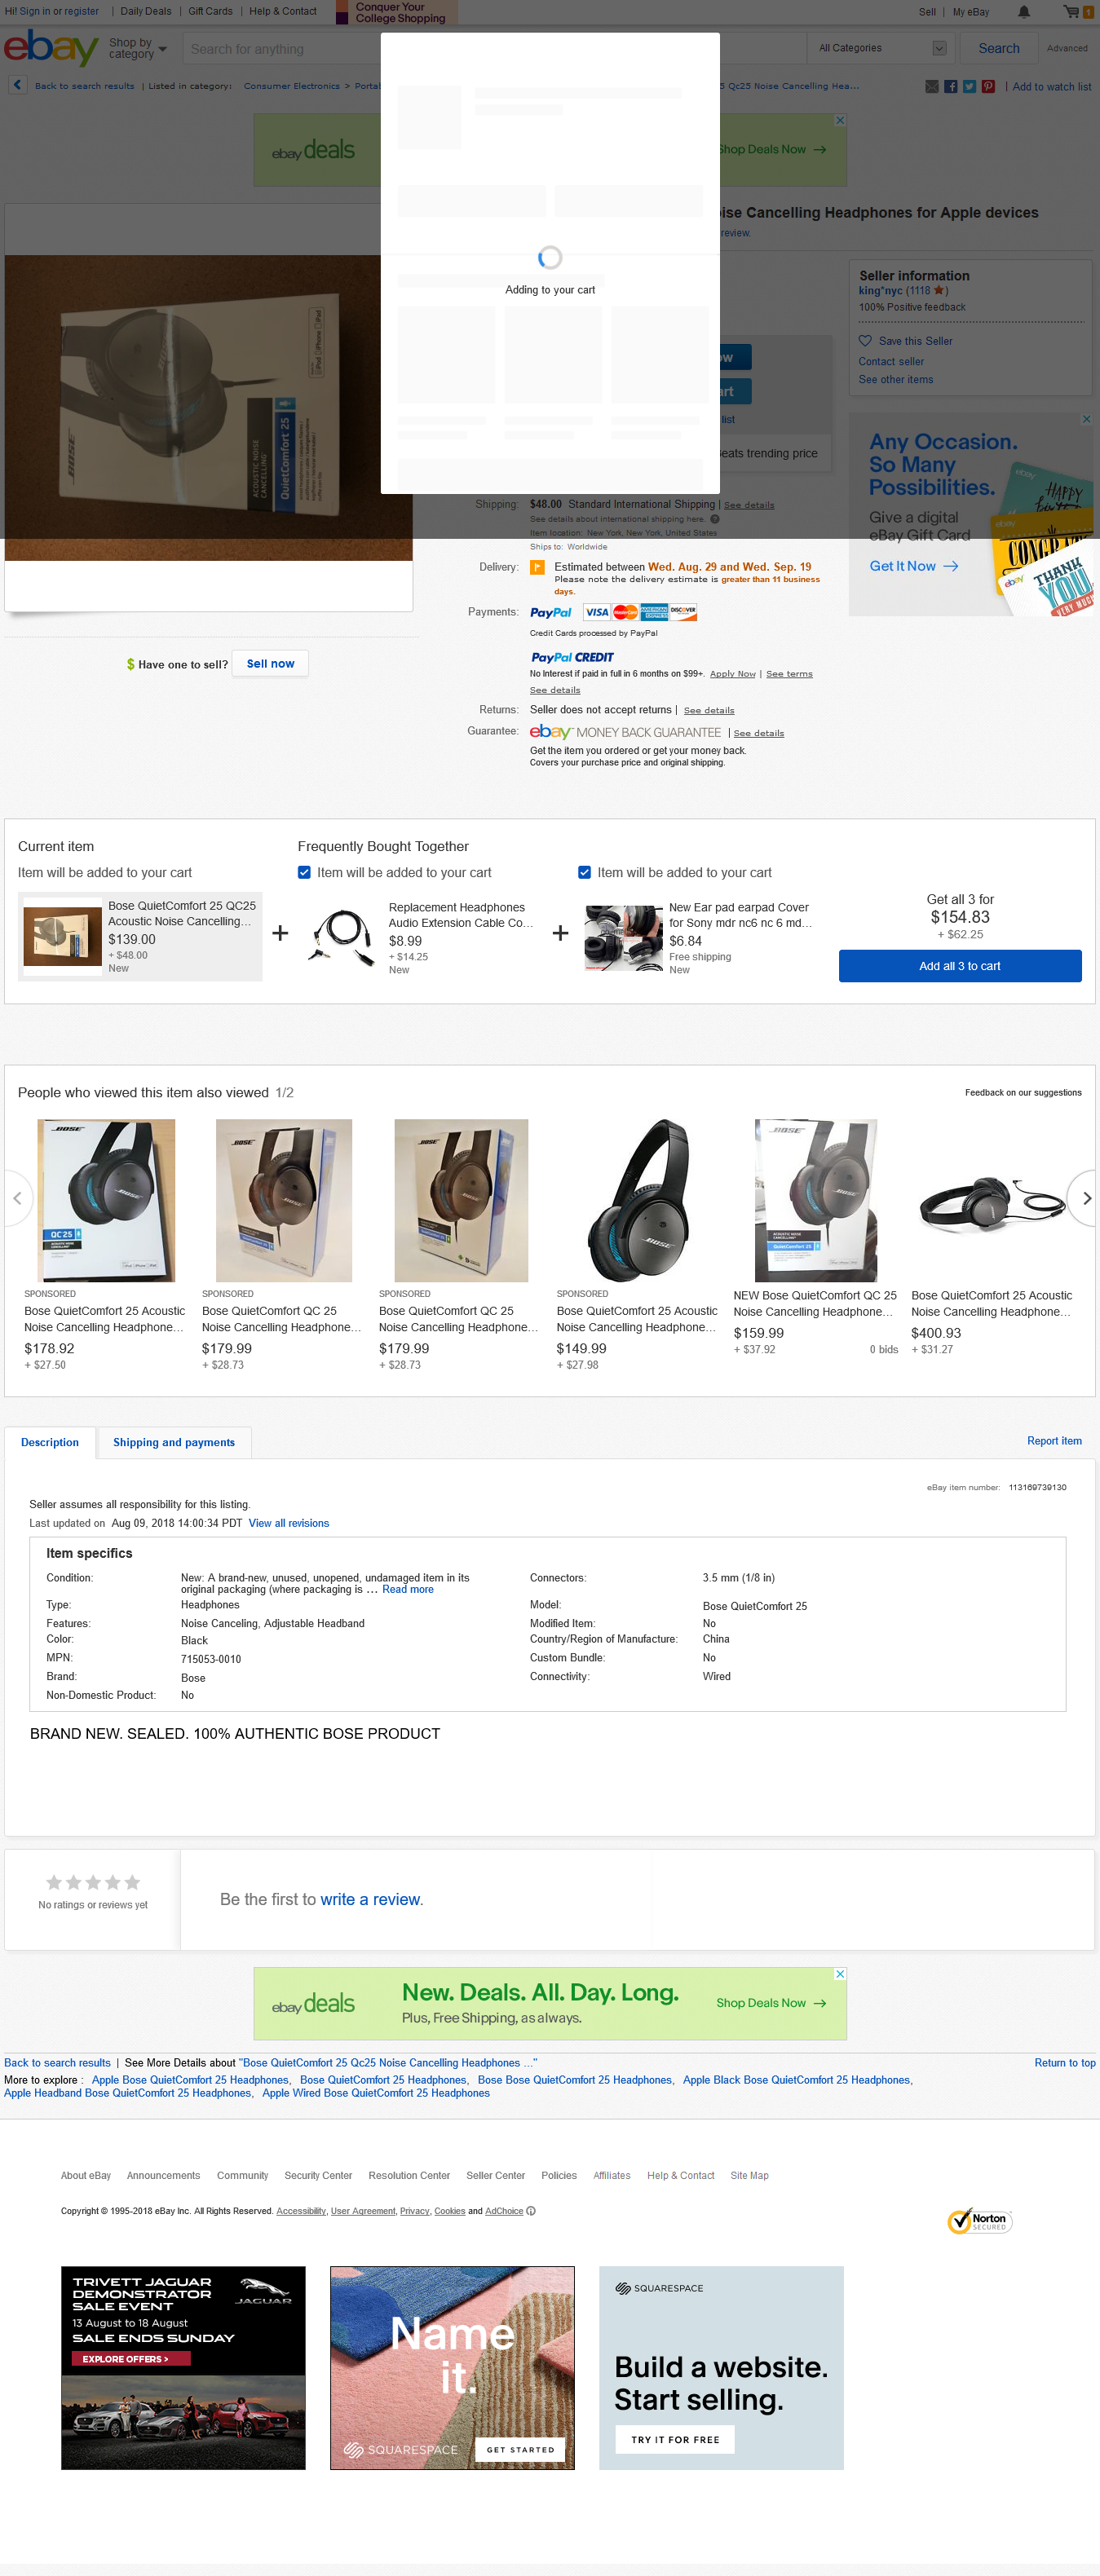 Hi! Sign in or register | Daily Deals | Gift Cards | Help & Contact
Conquer Your
College Shopping
Sell | My eBay
1
ebay
Shop by
category
Search for anything
All Categories
Search
Advanced
Back to search results | Listed in category: Consumer Electronics > Portal
5 Qc25 Noise Cancelling Hea...
| Add to watch list
ebay deals
Shop Deals Now
ise Cancelling Headphones for Apple devices
review.
Adding to your cart
Seller information
king*nyc (1118 )
100% Positive feedback
Save this Seller
Contact seller
See other items
ow
art
list
eats trending price
BOSE
ACOUSTIC NOISE
CANCELLING
QuietComfort 25
Any Occasion.
So Many
Possibilities.
Give a digital
eBay Gift Card
Get It Now
ebay
HAPPY
ebay
ebay
THANK
YOU
VERY MUC
Shipping: $48.00 Standard International Shipping | See details
See details about international shipping here.
Item location: New York, New York, United States
Ships to: Worldwide
Delivery: Estimated between Wed. Aug. 29 and Wed. Sep. 19
Please note the delivery estimate is greater than 11 business
days.
Payments: PayPal VISA MasterCard AMERICAN EXPRESS DISCOVER
Credit Cards processed by PayPal
PayPal CREDIT
No Interest if paid in full in 6 months on $99+. Apply Now | See terms
See details
$ Have one to sell? Sell now
Returns: Seller does not accept returns | See details
Guarantee: ebay MONEY BACK GUARANTEE | See details
Get the item you ordered or get your money back.
Covers your purchase price and original shipping.
Current item
Item will be added to your cart
Bose QuietComfort 25 QC25
Acoustic Noise Cancelling...
$139.00
+ $48.00
New
Frequently Bought Together
Item will be added to your cart
Replacement Headphones
Audio Extension Cable Co...
$8.99
+ $14.25
New
Item will be added to your cart
New Ear pad earpad Cover
for Sony mdr nc6 nc 6 md...
$6.84
Free shipping
New
Get all 3 for
$154.83
+ $62.25
Add all 3 to cart
People who viewed this item also viewed 1/2
Feedback on our suggestions
SPONSORED
Bose QuietComfort 25 Acoustic
Noise Cancelling Headphone...
$178.92
+ $27.50
SPONSORED
Bose QuietComfort QC 25
Noise Cancelling Headphone...
$179.99
+ $28.73
SPONSORED
Bose QuietComfort QC 25
Noise Cancelling Headphone...
$179.99
+ $28.73
SPONSORED
Bose QuietComfort 25 Acoustic
Noise Cancelling Headphone...
$149.99
+ $27.98
NEW Bose QuietComfort QC 25
Noise Cancelling Headphone...
$159.99
+ $37.92 0 bids
Bose QuietComfort 25 Acoustic
Noise Cancelling Headphone...
$400.93
+ $31.27
Description
Shipping and payments
Report item
eBay item number: 113169739130
Seller assumes all responsibility for this listing.
Last updated on Aug 09, 2018 14:00:34 PDT View all revisions
Item specifics
Condition: New: A brand-new, unused, unopened, undamaged item in its
original packaging (where packaging is ... Read more
Connectors: 3.5 mm (1/8 in)
Type: Headphones
Model: Bose QuietComfort 25
Features: Noise Canceling, Adjustable Headband
Modified Item: No
Color: Black
Country/Region of Manufacture: China
MPN: 715053-0010
Custom Bundle: No
Brand: Bose
Connectivity: Wired
Non-Domestic Product: No
BRAND NEW. SEALED. 100% AUTHENTIC BOSE PRODUCT
No ratings or reviews yet
Be the first to write a review.
ebay deals
New. Deals. All. Day. Long.
Plus, Free Shipping, as always.
Shop Deals Now
Back to search results | See More Details about "Bose QuietComfort 25 Qc25 Noise Cancelling Headphones ..."
Return to top
More to explore : Apple Bose QuietComfort 25 Headphones, Bose QuietComfort 25 Headphones, Bose Bose QuietComfort 25 Headphones, Apple Black Bose QuietComfort 25 Headphones,
Apple Headband Bose QuietComfort 25 Headphones, Apple Wired Bose QuietComfort 25 Headphones
About eBay Announcements Community Security Center Resolution Center Seller Center Policies Affiliates Help & Contact Site Map
Copyright © 1995-2018 eBay Inc. All Rights Reserved. Accessibility, User Agreement, Privacy, Cookies and AdChoice
Norton
SECURED
TRIVETT JAGUAR
DEMONSTRATOR
SALE EVENT
13 August to 18 August
SALE ENDS SUNDAY
EXPLORE OFFERS >
JAGUAR
Name
it.
SQUARESPACE
GET STARTED
SQUARESPACE
Build a website.
Start selling.
TRY IT FOR FREE